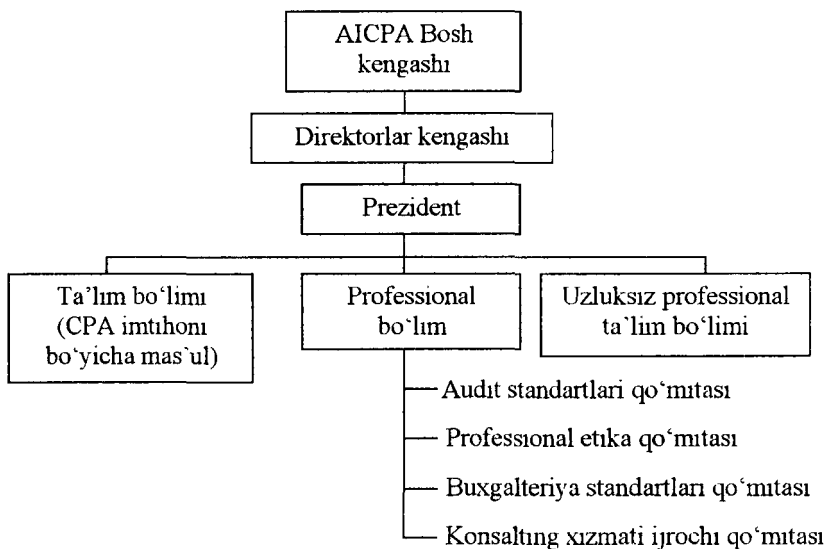 AICPA Bosh
kengashi
Direktorlar kengashi
Prezident
Ta'lim bo‘limi
(CPA imtihoni
bo‘yicha mas'ul)
Professional
bo‘lim
Uzluksiz professional
ta'lim bo‘limi
Audit standartlari qo‘mitasi
Professional etika qo‘mitasi
Buxgalteriya standartlari qo‘mitasi
Konsalting xizmati ijrochi qo‘mitasi